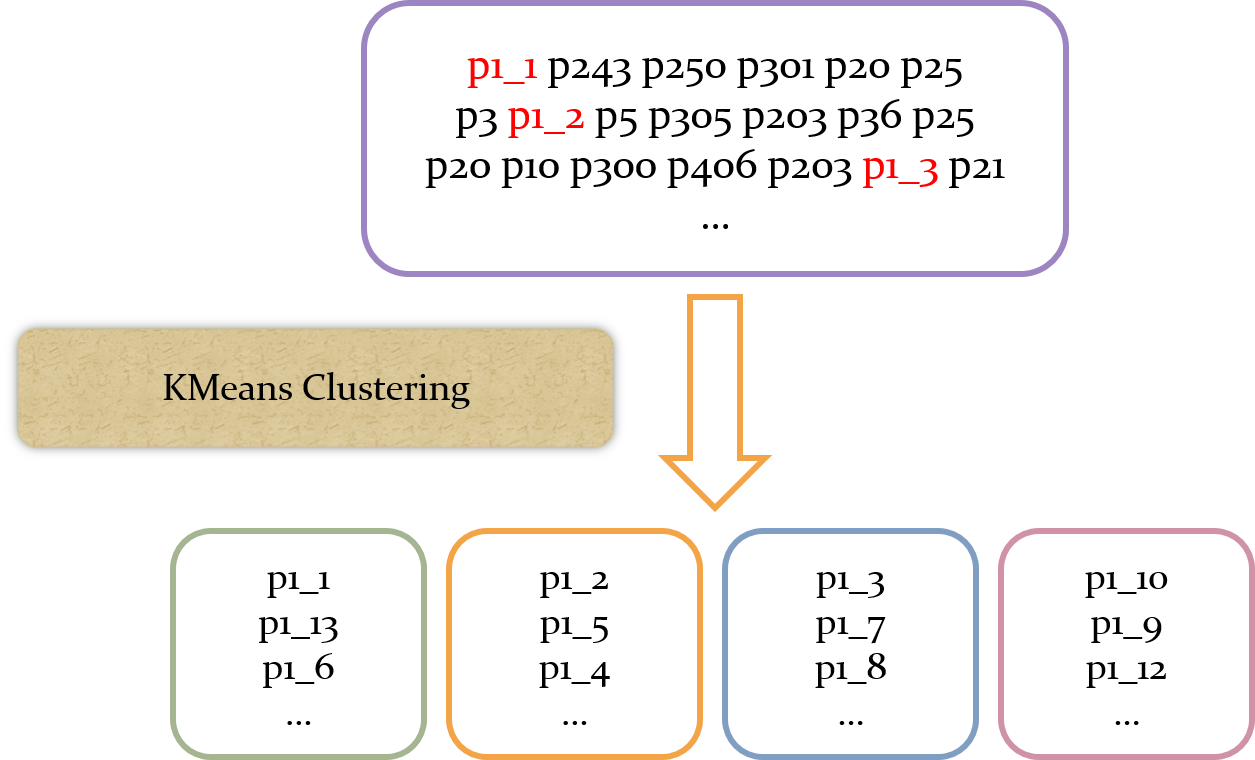 p1_1 p243 p250 p301 p20 p25
p3 p1_2 p5 p305 p203 p36 p25
p20 p10 p300 p406 p203 p1_3 p21
...
KMeans Clustering
p1_1
p1_13
p1_6
...
p1_2
p1_5
p1_4
...
p1_3
p1_7
p1_8
...
p1_10
p1_9
p1_12
...